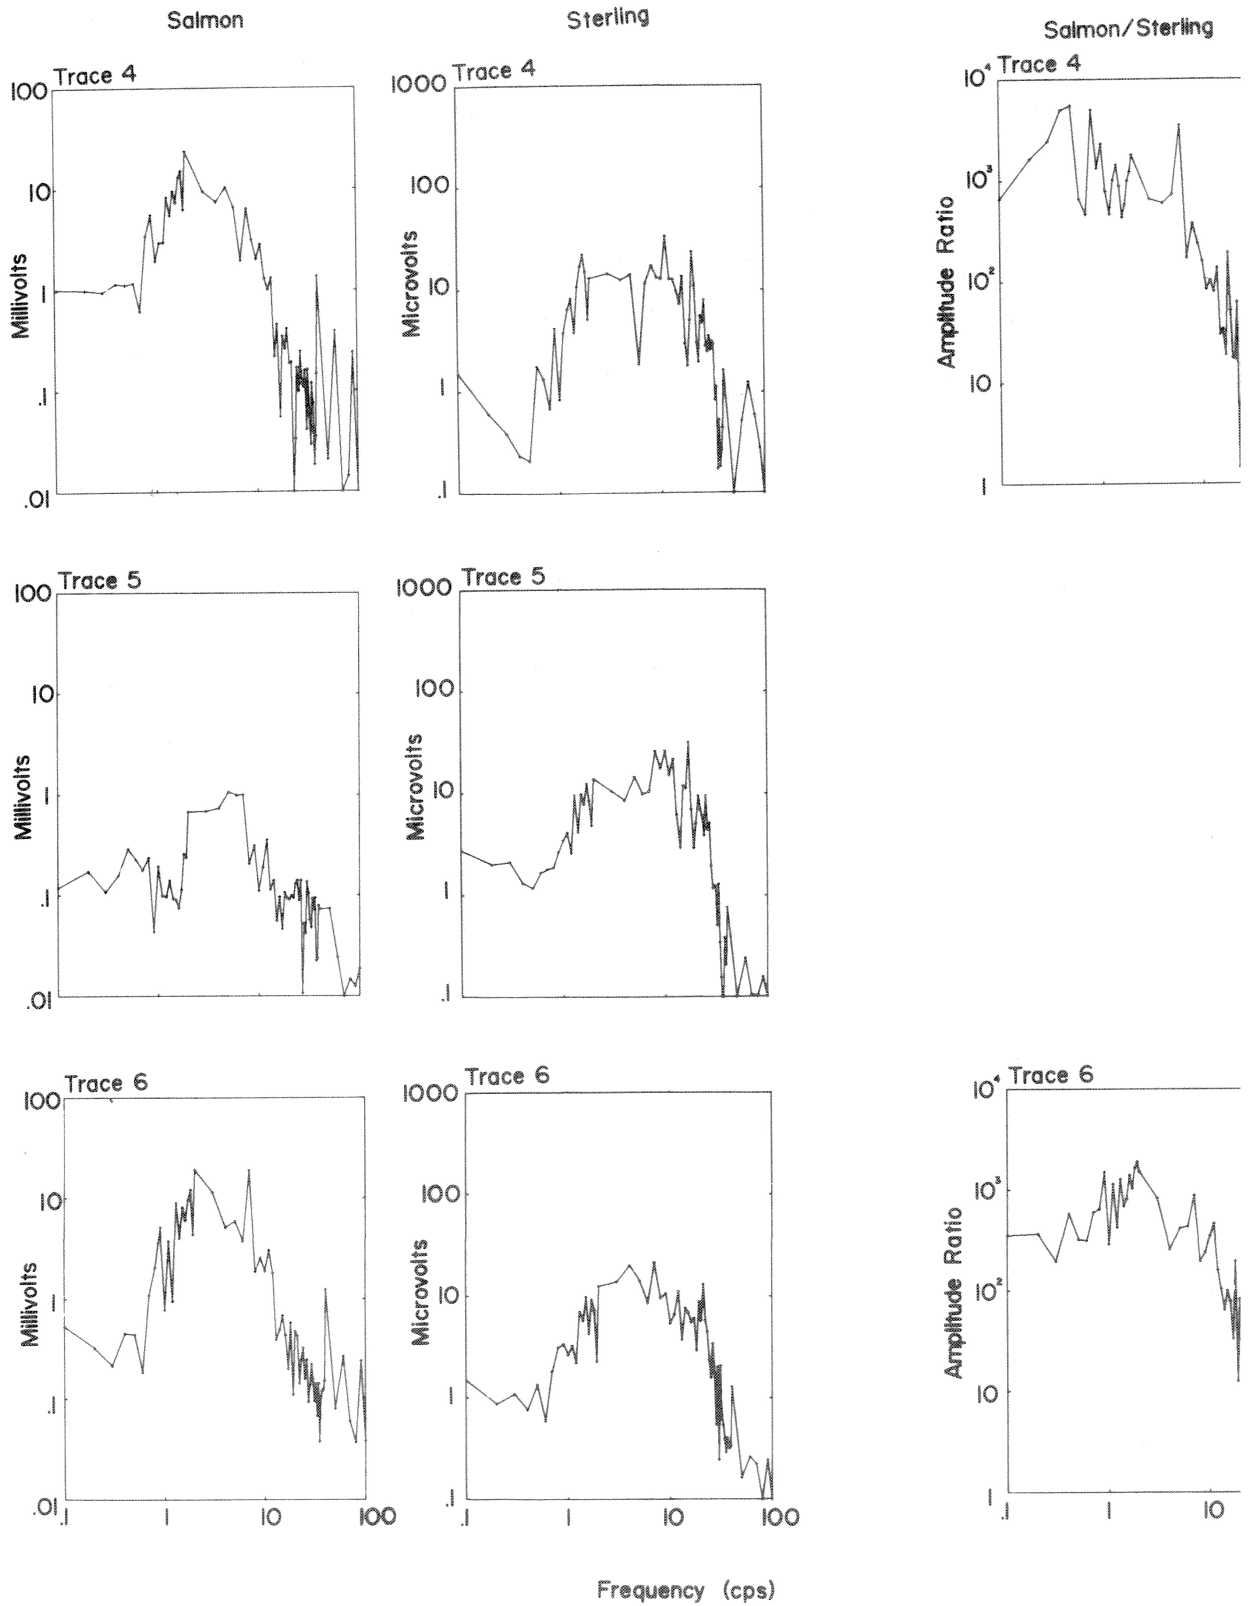 Salmon
Sterling
Salmon/Sterling
Trace 4
100
10
1
.1
.01
Millivolts
Trace 4
1000
100
10
1
.1
Microvolts
Trace 4
10⁴
10³
10²
10
1
Amplitude Ratio
Trace 5
100
10
1
.1
.01
Millivolts
Trace 5
1000
100
10
1
.1
Microvolts
Trace 6
100
10
1
.1
.01
Millivolts
.1 1 10 100
Trace 6
1000
100
10
1
.1
Microvolts
.1 1 10 100
Trace 6
10⁴
10³
10²
10
1
Amplitude Ratio
.1 1 10
Frequency (cps)